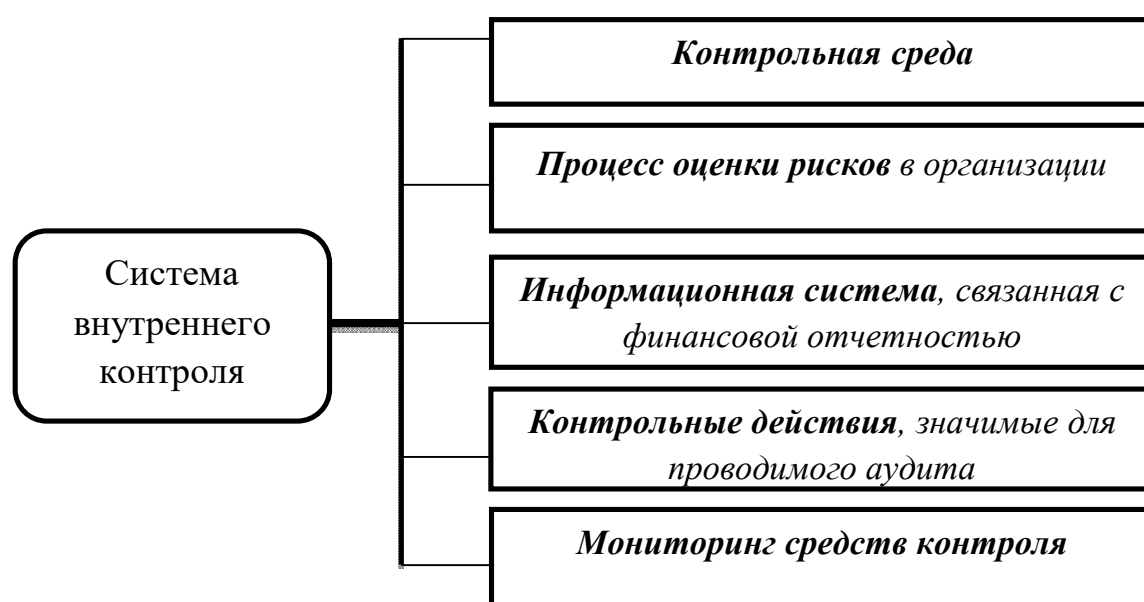 Система
внутреннего
контроля
Контрольная среда
Процесс оценки рисков в организации
Информационная система, связанная с
финансовой отчетностью
Контрольные действия, значимые для
проводимого аудита
Мониторинг средств контроля